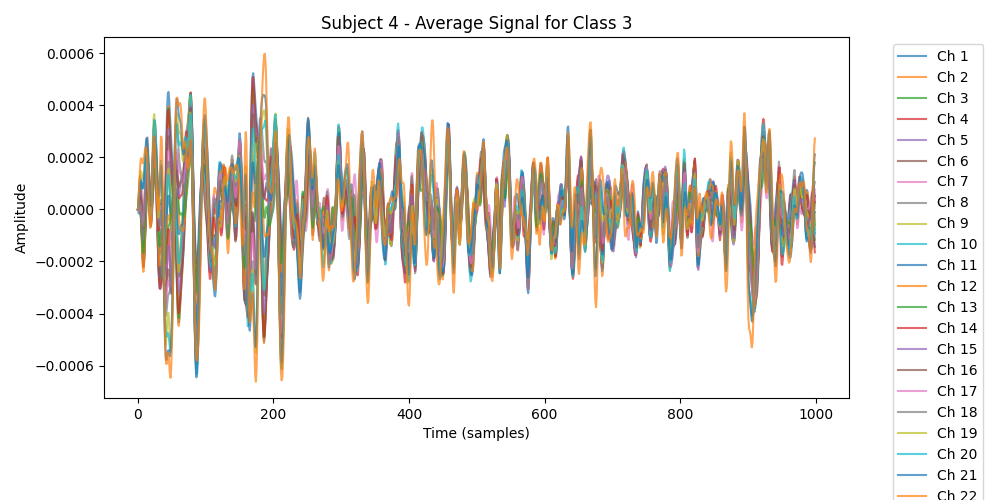 Subject 4 - Average Signal for Class 3
Amplitude
0.0006
0.0004
0.0002
0.0000
−0.0002
−0.0004
−0.0006
0
200
400
600
800
1000
Time (samples)
Ch 1
Ch 2
Ch 3
Ch 4
Ch 5
Ch 6
Ch 7
Ch 8
Ch 9
Ch 10
Ch 11
Ch 12
Ch 13
Ch 14
Ch 15
Ch 16
Ch 17
Ch 18
Ch 19
Ch 20
Ch 21
Ch 22